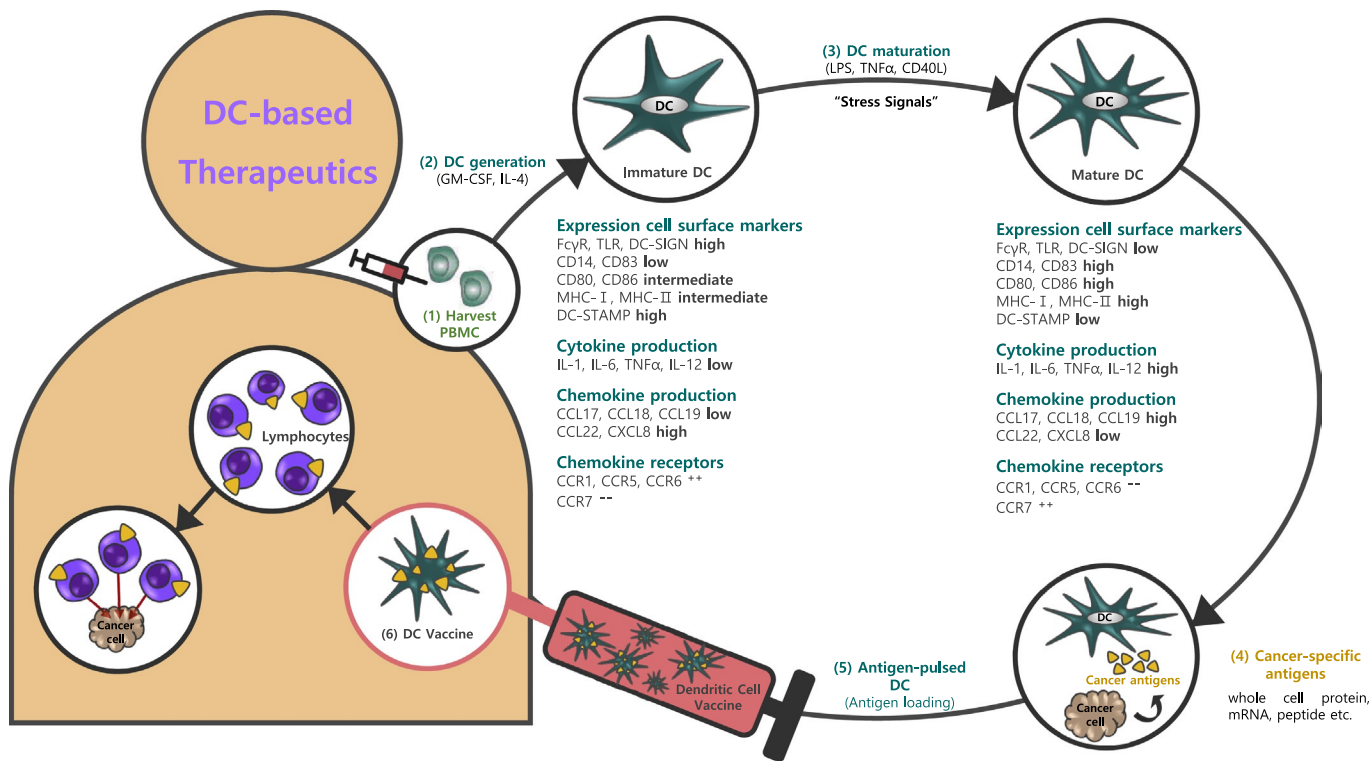 DC-based
Therapeutics
(1) Harvest
PBMC
(2) DC generation
(GM-CSF, IL-4)
DC
Immature DC
Expression cell surface markers
FcγR, TLR, DC-SIGN high
CD14, CD83 low
CD80, CD86 intermediate
MHC-Ⅰ, MHC-Ⅱ intermediate
DC-STAMP high
Cytokine production
IL-1, IL-6, TNFα, IL-12 low
Chemokine production
CCL17, CCL18, CCL19 low
CCL22, CXCL8 high
Chemokine receptors
CCR1, CCR5, CCR6 ++
CCR7 --
(3) DC maturation
(LPS, TNFα, CD40L)
“Stress Signals”
DC
Mature DC
Expression cell surface markers
FcγR, TLR, DC-SIGN low
CD14, CD83 high
CD80, CD86 high
MHC-Ⅰ, MHC-Ⅱ high
DC-STAMP low
Cytokine production
IL-1, IL-6, TNFα, IL-12 high
Chemokine production
CCL17, CCL18, CCL19 high
CCL22, CXCL8 low
Chemokine receptors
CCR1, CCR5, CCR6 --
CCR7 ++
DC
Cancer antigens
Cancer
cell
(4) Cancer-specific
antigens
whole cell protein,
mRNA, peptide etc.
(5) Antigen-pulsed
DC
(Antigen loading)
Dendritic Cell
Vaccine
(6) DC Vaccine
Lymphocytes
Cancer
cell